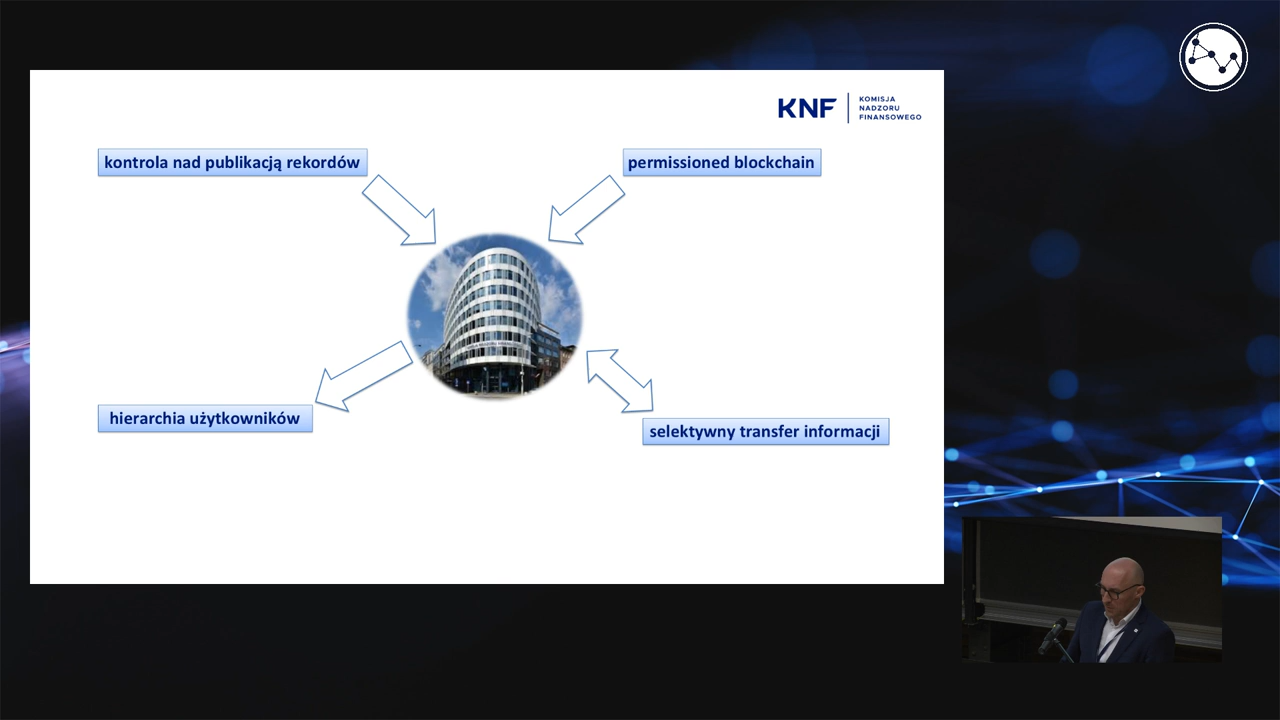 KNF
KOMISJA
NADZORU
FINANSOWEGO
kontrola nad publikacją rekordów
permissioned blockchain
hierarchia użytkowników
selektywny transfer informacji